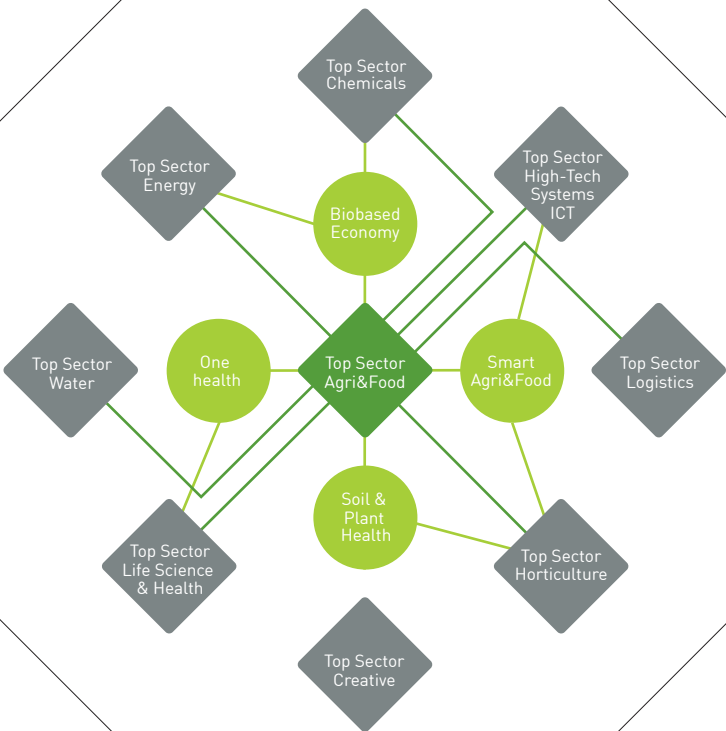 Top Sector
Chemicals
Top Sector
Energy
Top Sector
High-Tech
Systems
ICT
Biobased
Economy
Top Sector
Water
One
health
Top Sector
Agri&Food
Smart
Agri&Food
Top Sector
Logistics
Soil &
Plant
Health
Top Sector
Life Science
& Health
Top Sector
Horticulture
Top Sector
Creative